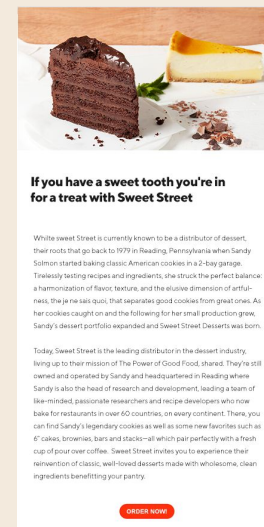 If you have a sweet tooth you're in
for a treat with Sweet Street
White sweet Street is currently known to be a distributor of dessert,
their roots that go back to 1979 in Reading, Pennsylvania when Sandy
Solmon started baking classic American cookies in a 2-bay garage.
Tirelessly testing recipes and ingredients, she struck the perfect balance:
a harmonization of flavor, texture, and the elusive dimension of artful-
ness, the je ne sais quoi, that separates good cookies from great ones. As
her cookies caught on and the following for her small production grew,
Sandy's dessert portfolio expanded and Sweet Street Desserts was born.
Today, Sweet Street is the leading distributor in the dessert industry,
living up to their mission of The Power of Good Food, shared. They're still
owned and operated by Sandy and headquartered in Reading where
Sandy is also the head of research and development, leading a team of
like-minded, passionate researchers and recipe developers who now
bake for restaurants in over 60 countries, on every continent. There, you
can find Sandy's legendary cookies as well as some new favorites such as
6" cakes, brownies, bars and stacks—all which pair perfectly with a fresh
cup of pour over coffee. Sweet Street invites you to experience their
reinvention of classic, well-loved desserts made with wholesome, clean
ingredients benefitting your pantry.
ORDER NOW!